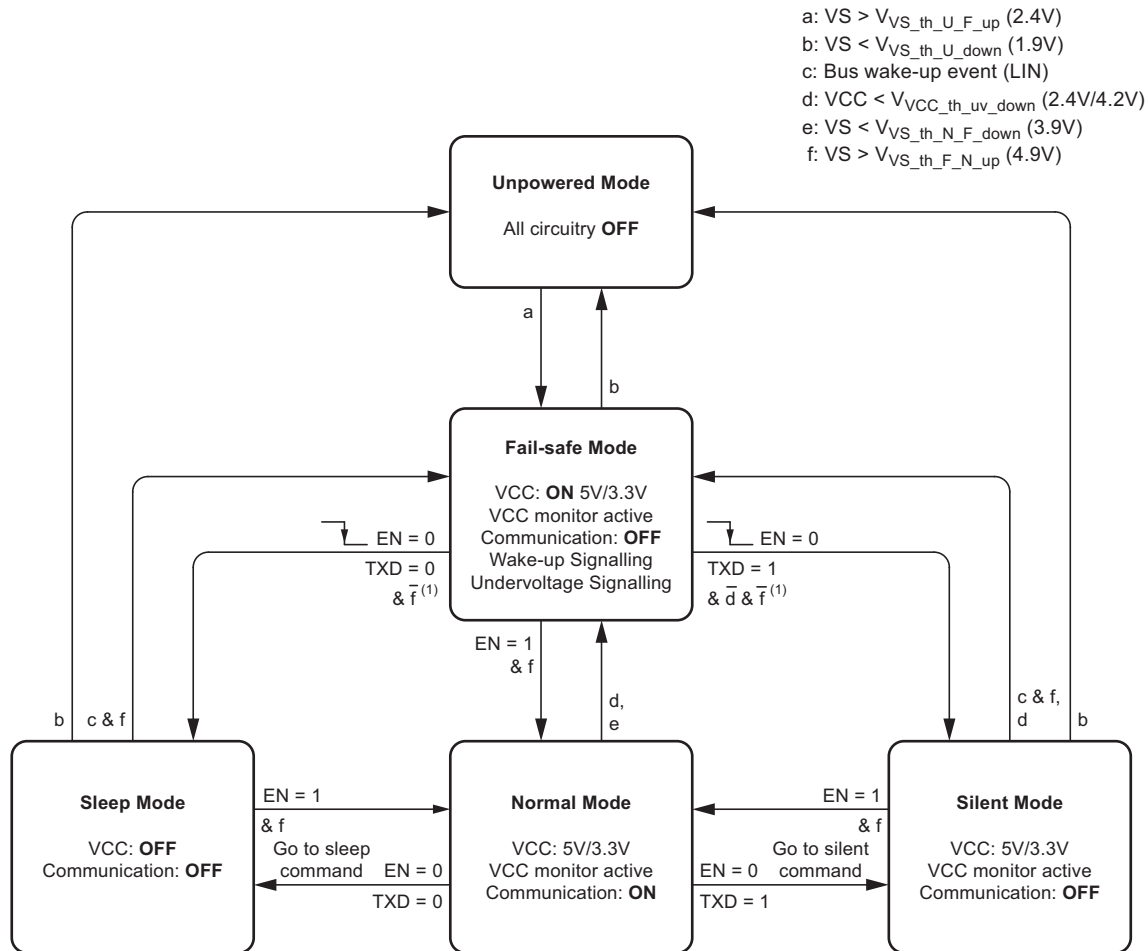 a: VS > V_VS_th_U_F_up (2.4V)
b: VS < V_VS_th_U_down (1.9V)
c: Bus wake-up event (LIN)
d: VCC < V_VCC_th_uv_down (2.4V/4.2V)
e: VS < V_VS_th_N_F_down (3.9V)
f: VS > V_VS_th_F_N_up (4.9V)
Unpowered Mode
All circuitry OFF
a
b
Fail-safe Mode
VCC: ON 5V/3.3V
VCC monitor active
Communication: OFF
Wake-up Signalling
Undervoltage Signalling
EN = 0
TXD = 0
& f̅ (1)
EN = 0
TXD = 1
& d̅ & f̅ (1)
EN = 1
& f
d,
e
b
c & f
c & f,
d
b
Sleep Mode
VCC: OFF
Communication: OFF
EN = 1
& f
Go to sleep
command
EN = 0
TXD = 0
Normal Mode
VCC: 5V/3.3V
VCC monitor active
Communication: ON
EN = 1
& f
Go to silent
command
EN = 0
TXD = 1
Silent Mode
VCC: 5V/3.3V
VCC monitor active
Communication: OFF